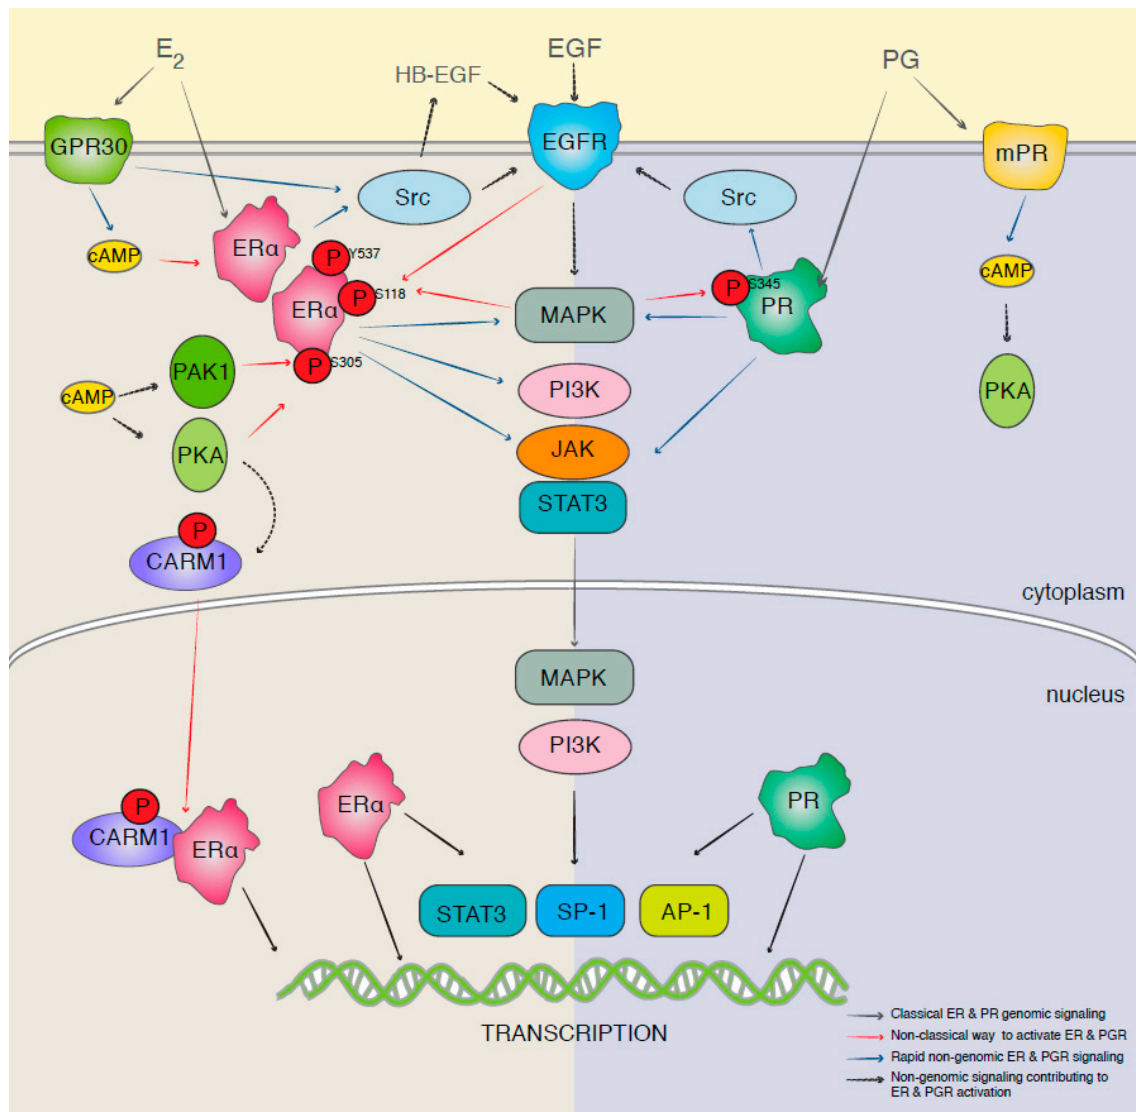 E2
EGF
PG
HB-EGF
GPR30
EGFR
mPR
Src
Src
cAMP
ERα
P Y537
P S118
ERα
P S305
MAPK
P S345
PR
cAMP
PAK1
cAMP
PKA
PI3K
JAK
STAT3
PKA
P
CARM1
cytoplasm
nucleus
MAPK
PI3K
P
CARM1
ERα
ERα
PR
STAT3
SP-1
AP-1
TRANSCRIPTION
Classical ER & PR genomic signaling
Non-classical way to activate ER & PGR
Rapid non-genomic ER & PGR signaling
Non-genomic signaling contributing to
ER & PGR activation